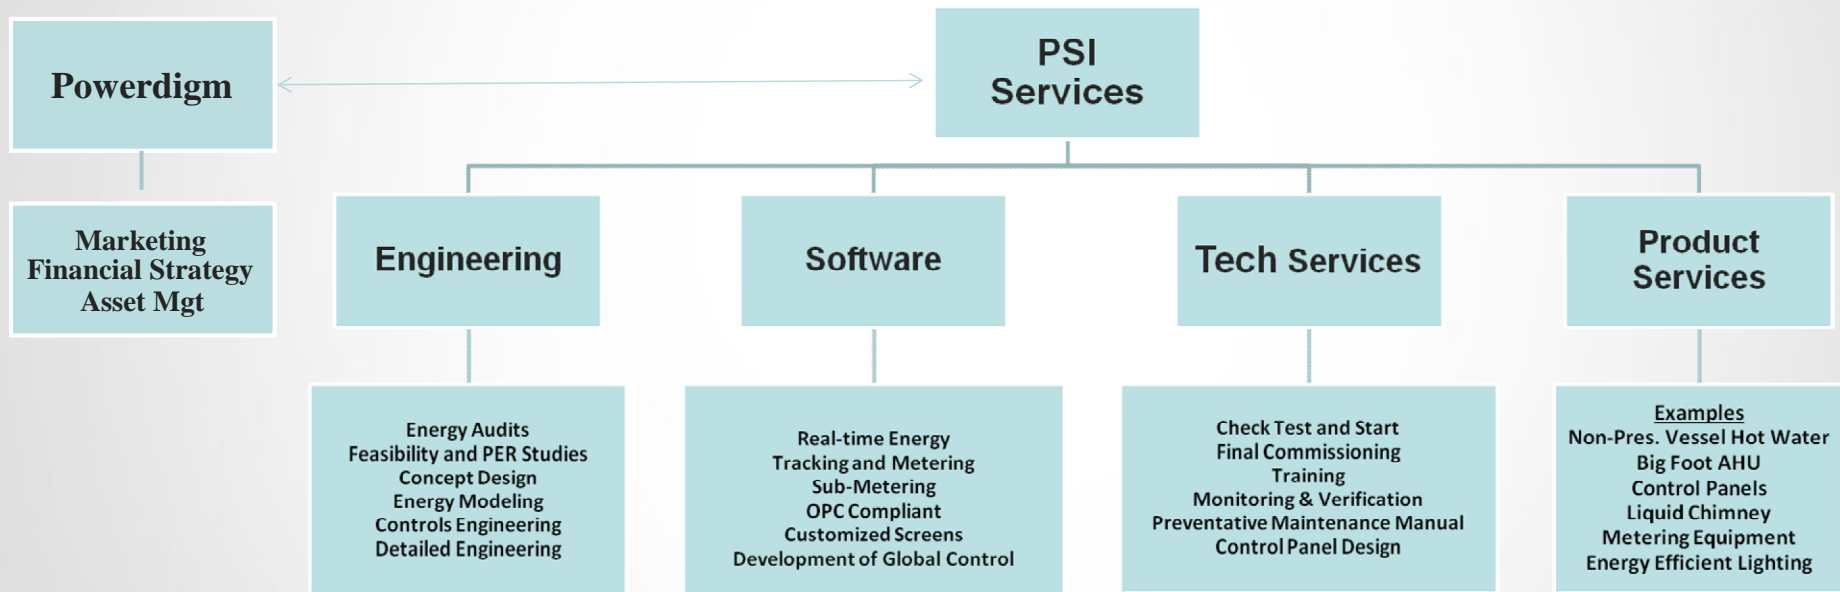 Powerdigm
PSI
Services
Marketing
Financial Strategy
Asset Mgt
Engineering
Software
Tech Services
Product
Services
Energy Audits
Feasibility and PER Studies
Concept Design
Energy Modeling
Controls Engineering
Detailed Engineering
Real-time Energy
Tracking and Metering
Sub-Metering
OPC Compliant
Customized Screens
Development of Global Control
Check Test and Start
Final Commissioning
Training
Monitoring & Verification
Preventative Maintenance Manual
Control Panel Design
Examples
Non-Pres. Vessel Hot Water
Big Foot AHU
Control Panels
Liquid Chimney
Metering Equipment
Energy Efficient Lighting